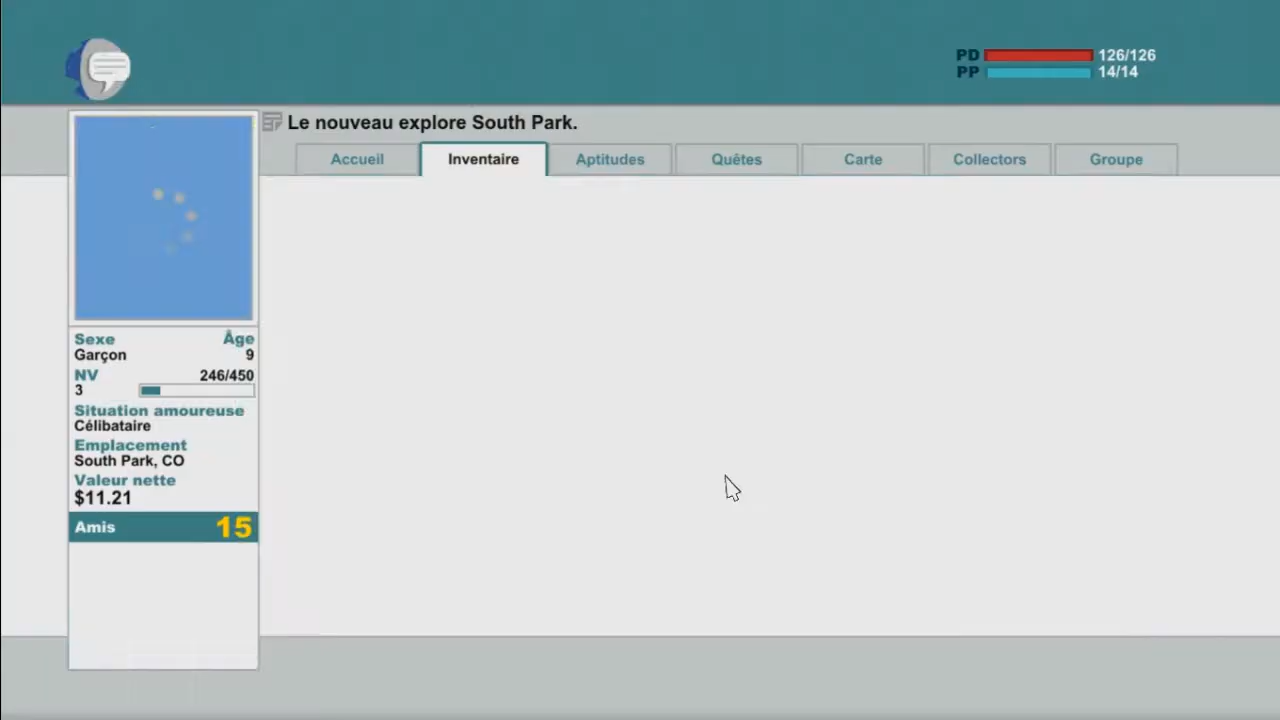 PD 126/126
PP 14/14
Le nouveau explore South Park.
Accueil Inventaire Aptitudes Quêtes Carte Collectors Groupe
Sexe Âge
Garçon 9
NV 246/450
3
Situation amoureuse
Célibataire
Emplacement
South Park, CO
Valeur nette
$11.21
Amis 15